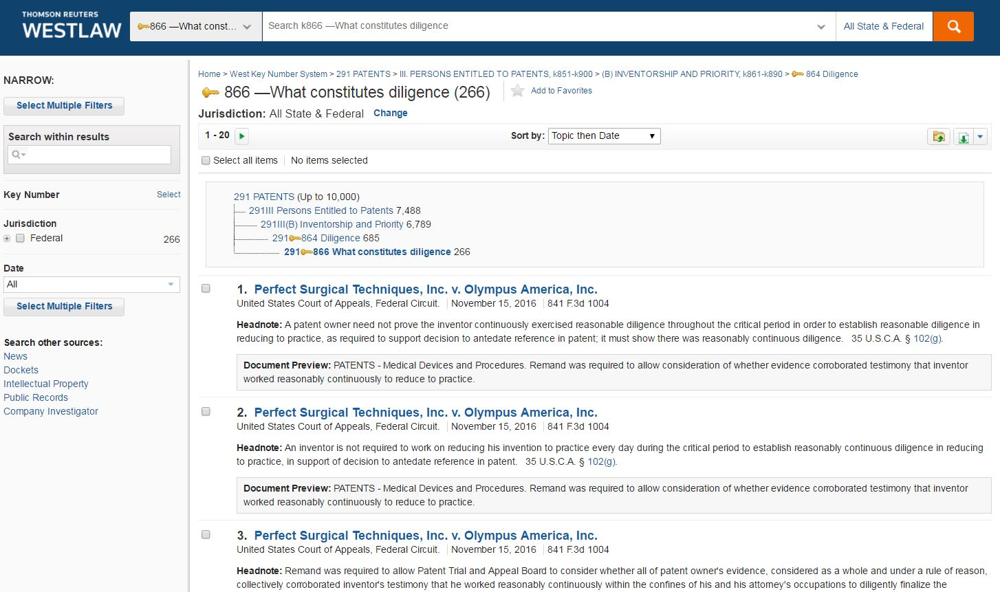 THOMSON REUTERS
WESTLAW
866 —What const...
Search k866 —What constitutes diligence
All State & Federal
NARROW:
Select Multiple Filters
Search within results
Key Number Select
Jurisdiction
Federal 266
Date
All
Select Multiple Filters
Search other sources:
News
Dockets
Intellectual Property
Public Records
Company Investigator
Home > West Key Number System > 291 PATENTS > III. PERSONS ENTITLED TO PATENTS, k851-k900 > (B) INVENTORSHIP AND PRIORITY, k861-k890 > 864 Diligence
866 —What constitutes diligence (266) Add to Favorites
Jurisdiction: All State & Federal Change
1 - 20 Sort by: Topic then Date
Select all items No items selected
291 PATENTS (Up to 10,000)
291III Persons Entitled to Patents 7,488
291III(B) Inventorship and Priority 6,789
291 864 Diligence 685
291 866 What constitutes diligence 266
1. Perfect Surgical Techniques, Inc. v. Olympus America, Inc.
United States Court of Appeals, Federal Circuit. November 15, 2016 841 F.3d 1004
Headnote: A patent owner need not prove the inventor continuously exercised reasonable diligence throughout the critical period in order to establish reasonable diligence in
reducing to practice, as required to support decision to antedate reference in patent; it must show there was reasonably continuous diligence. 35 U.S.C.A. § 102(g).
Document Preview: PATENTS - Medical Devices and Procedures. Remand was required to allow consideration of whether evidence corroborated testimony that inventor
worked reasonably continuously to reduce to practice.
2. Perfect Surgical Techniques, Inc. v. Olympus America, Inc.
United States Court of Appeals, Federal Circuit. November 15, 2016 841 F.3d 1004
Headnote: An inventor is not required to work on reducing his invention to practice every day during the critical period to establish reasonably continuous diligence in reducing
to practice, in support of decision to antedate reference in patent. 35 U.S.C.A. § 102(g).
Document Preview: PATENTS - Medical Devices and Procedures. Remand was required to allow consideration of whether evidence corroborated testimony that inventor
worked reasonably continuously to reduce to practice.
3. Perfect Surgical Techniques, Inc. v. Olympus America, Inc.
United States Court of Appeals, Federal Circuit. November 15, 2016 841 F.3d 1004
Headnote: Remand was required to allow Patent Trial and Appeal Board to consider whether all of patent owner's evidence, considered as a whole and under a rule of reason,
collectively corroborated inventor's testimony that he worked reasonably continuously within the confines of his and his attorney's occupations to diligently finalize the